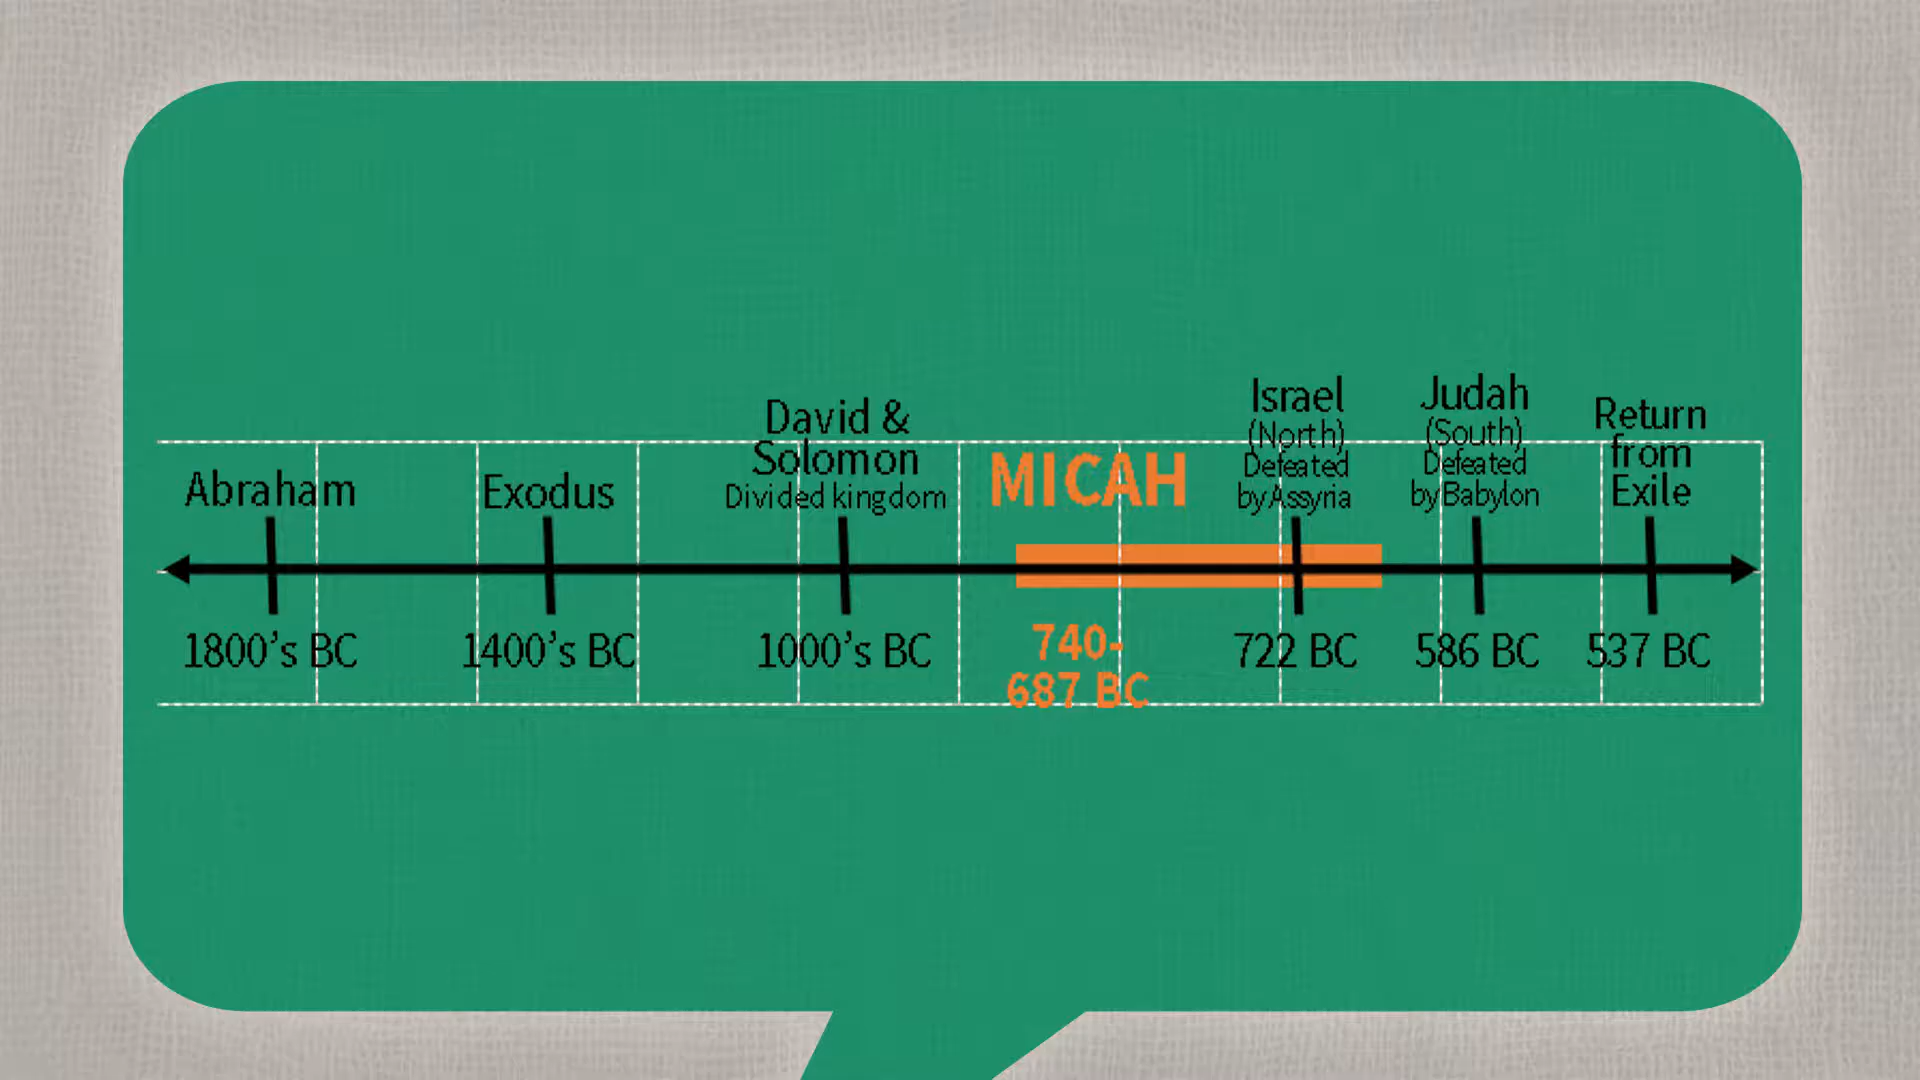 Abraham
1800’s BC
Exodus
1400’s BC
David &
Solomon
Divided kingdom
1000’s BC
MICAH
740-
687 BC
Israel
(North)
Defeated
by Assyria
722 BC
Judah
(South)
Defeated
by Babylon
586 BC
Return
from
Exile
537 BC